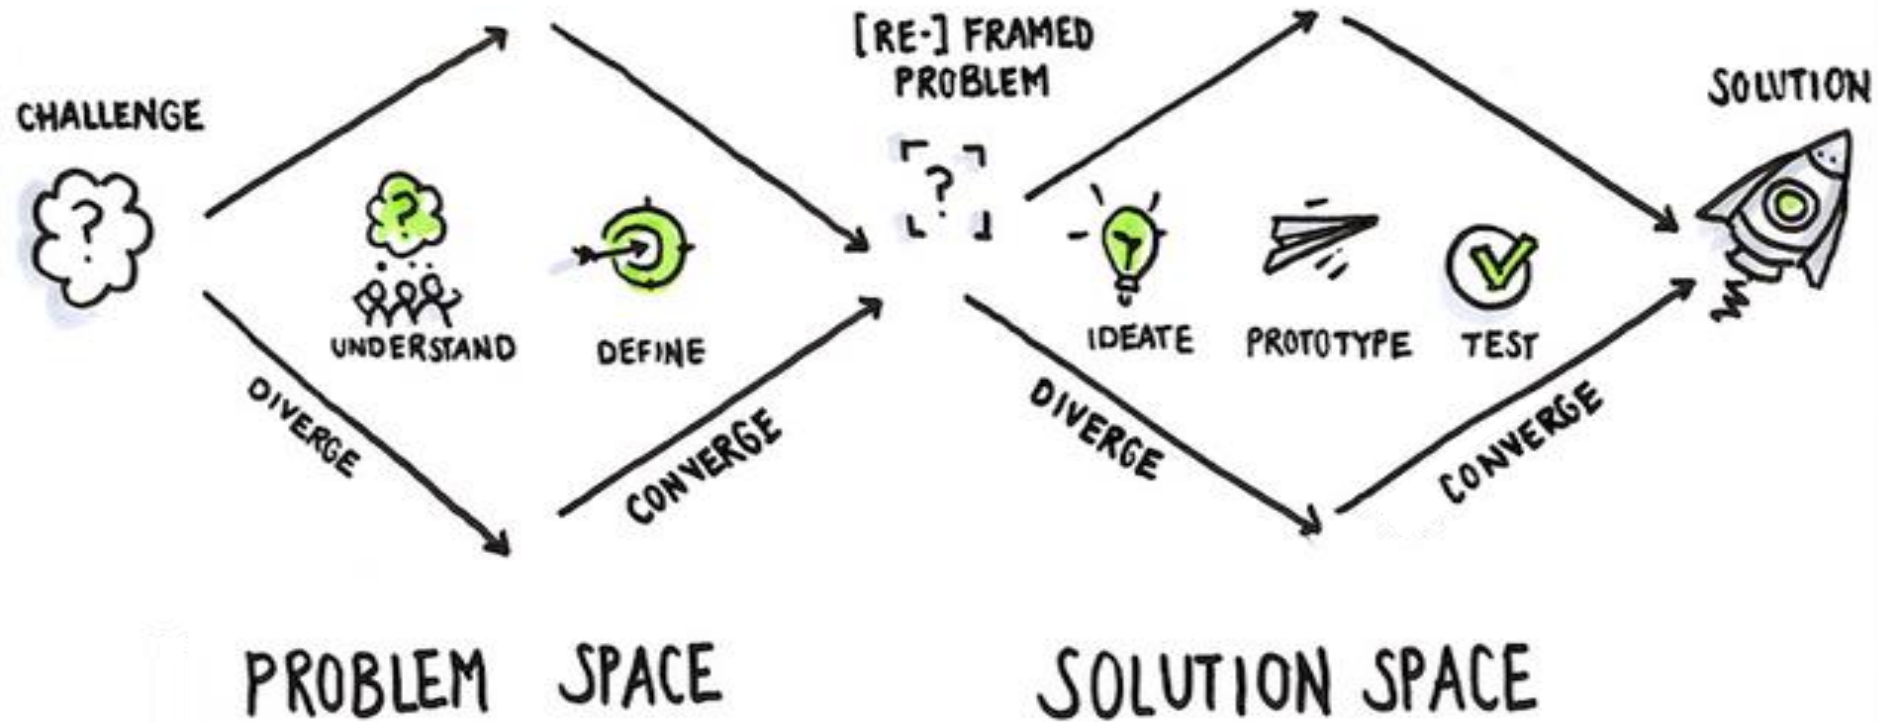 CHALLENGE
?
?
UNDERSTAND
DEFINE
DIVERGE
CONVERGE
[RE-] FRAMED
PROBLEM
?
IDEATE
PROTOTYPE
TEST
DIVERGE
CONVERGE
SOLUTION
PROBLEM SPACE
SOLUTION SPACE